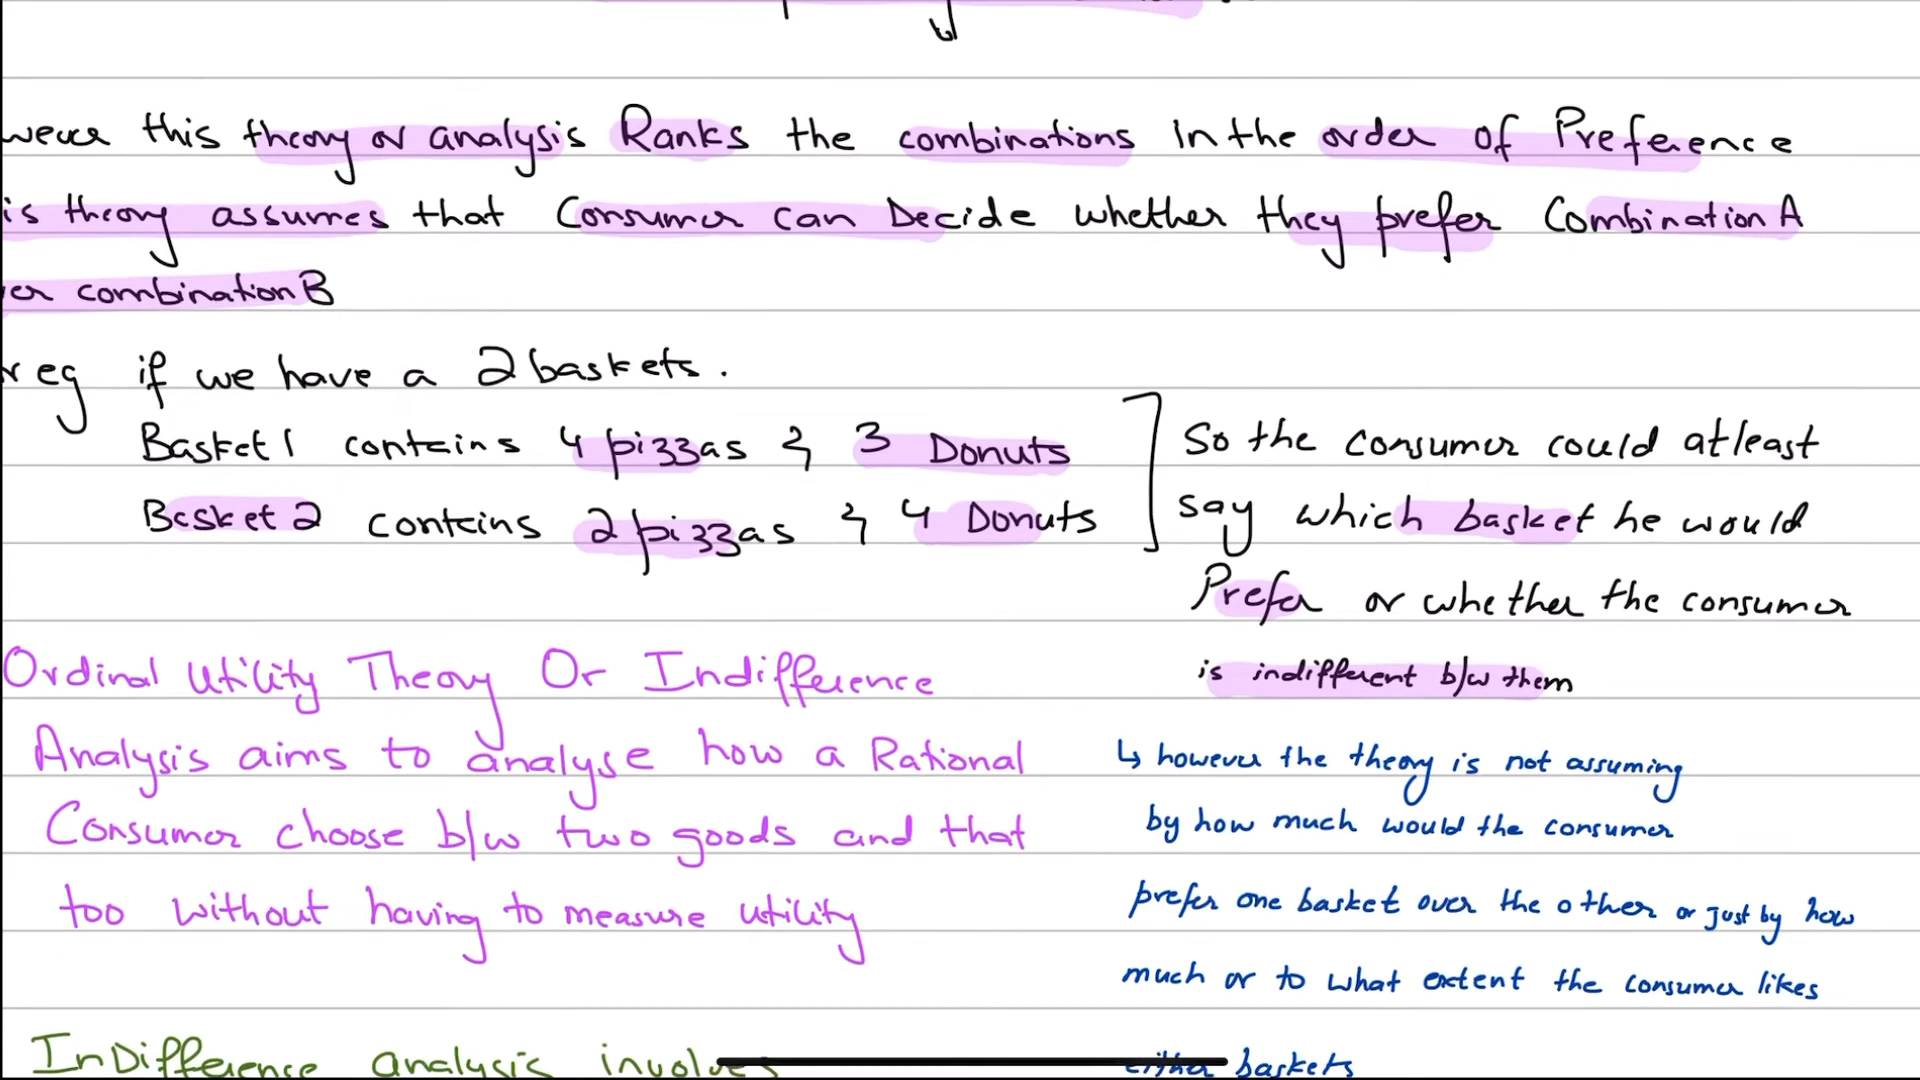 wever this theory or analysis Ranks the combinations in the order of Preference
is theory assumes that Consumer can Decide whether they prefer Combination A
er combination B
r eg if we have a 2 baskets.
Basket 1 contains 4 pizzas & 3 Donuts
Basket 2 contains 2 pizzas & 4 Donuts
So the consumer could atleast
say which basket he would
Prefer or whether the consumer
is indifferent b/w them
Ordinal Utility Theory Or Indifference
Analysis aims to analyse how a Rational
Consumer choose b/w two goods and that
too without having to measure utility
↳ however the theory is not assuming
by how much would the consumer
prefer one basket over the other or just by how
much or to what extent the consumer likes
either baskets
InDifference analysis involves